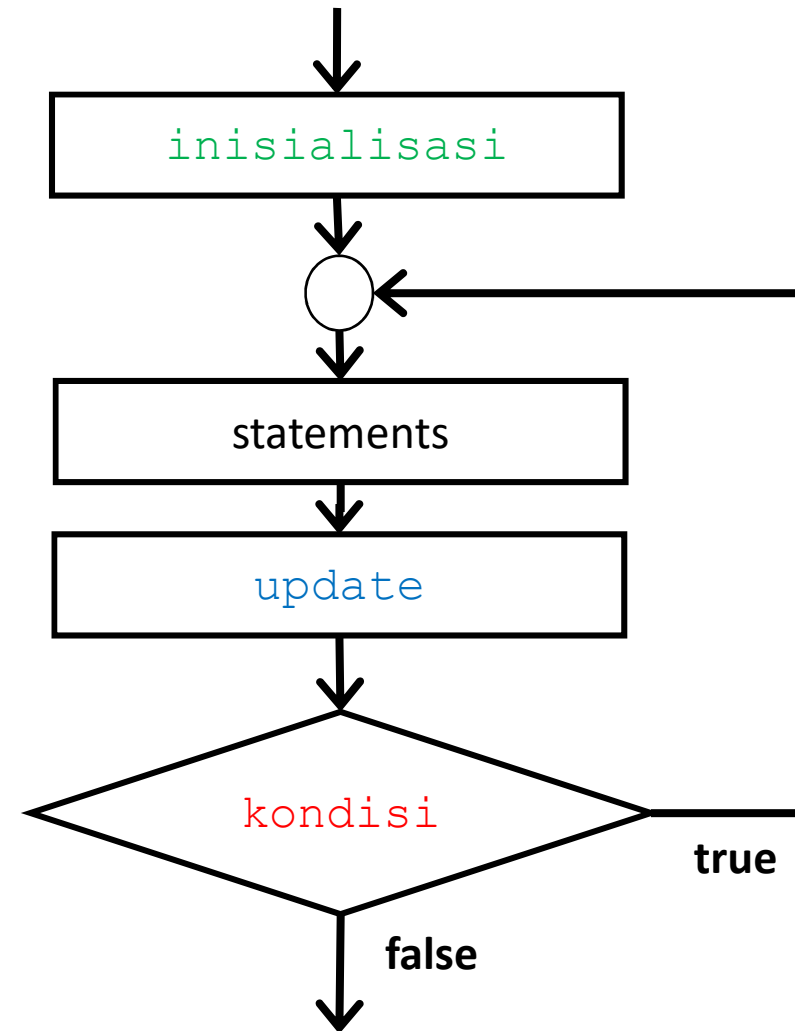 inisialisasi
statements
update
kondisi
true
false